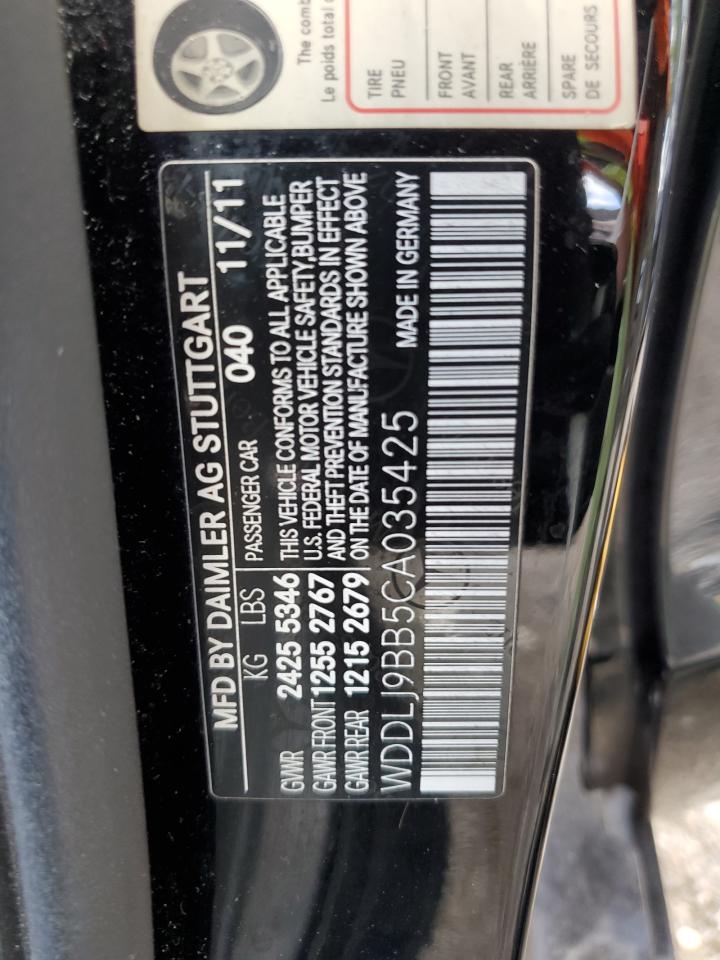 The comb
Le poids total c
TIRE
PNEU
FRONT
AVANT
REAR
ARRIÈRE
SPARE
DE SECOURS
MFD BY DAIMLER AG STUTTGART
040 11/11
KG LBS PASSENGER CAR
GVWR 2425 5346
GAWR FRONT 1255 2767
GAWR REAR 1215 2679
THIS VEHICLE CONFORMS TO ALL APPLICABLE
U.S. FEDERAL MOTOR VEHICLE SAFETY,BUMPER
AND THEFT PREVENTION STANDARDS IN EFFECT
ON THE DATE OF MANUFACTURE SHOWN ABOVE
WDDLJ9BB5CA035425 MADE IN GERMANY